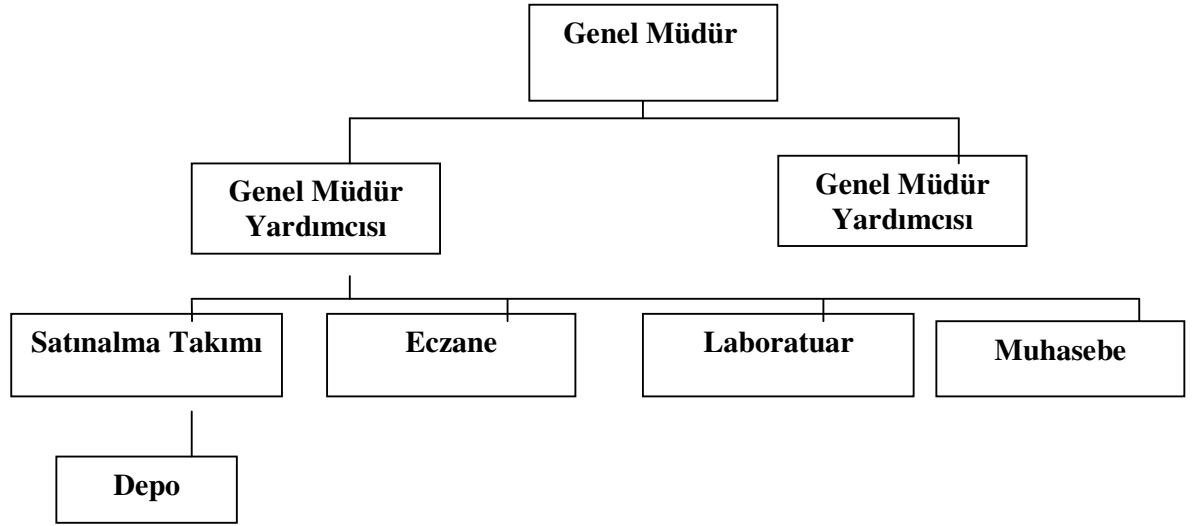 Genel Müdür
Genel Müdür
Yardımcısı
Genel Müdür
Yardımcısı
Satınalma Takımı
Eczane
Laboratuar
Muhasebe
Depo